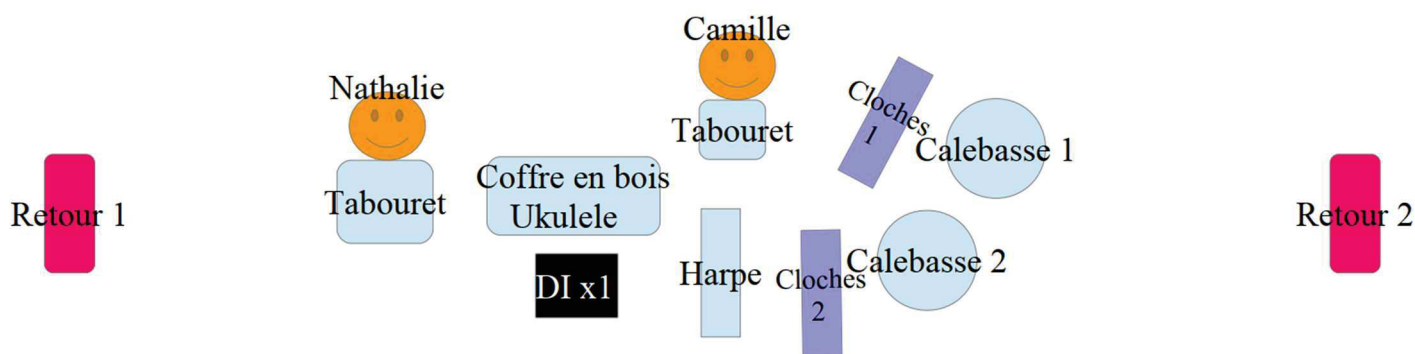 Camille
Nathalie
Cloches
1
Tabouret
Calebasse 1
Coffre en bois
Ukulele
Tabouret
Retour 1
Retour 2
DI x1
Harpe
Cloches
2
Calebasse 2